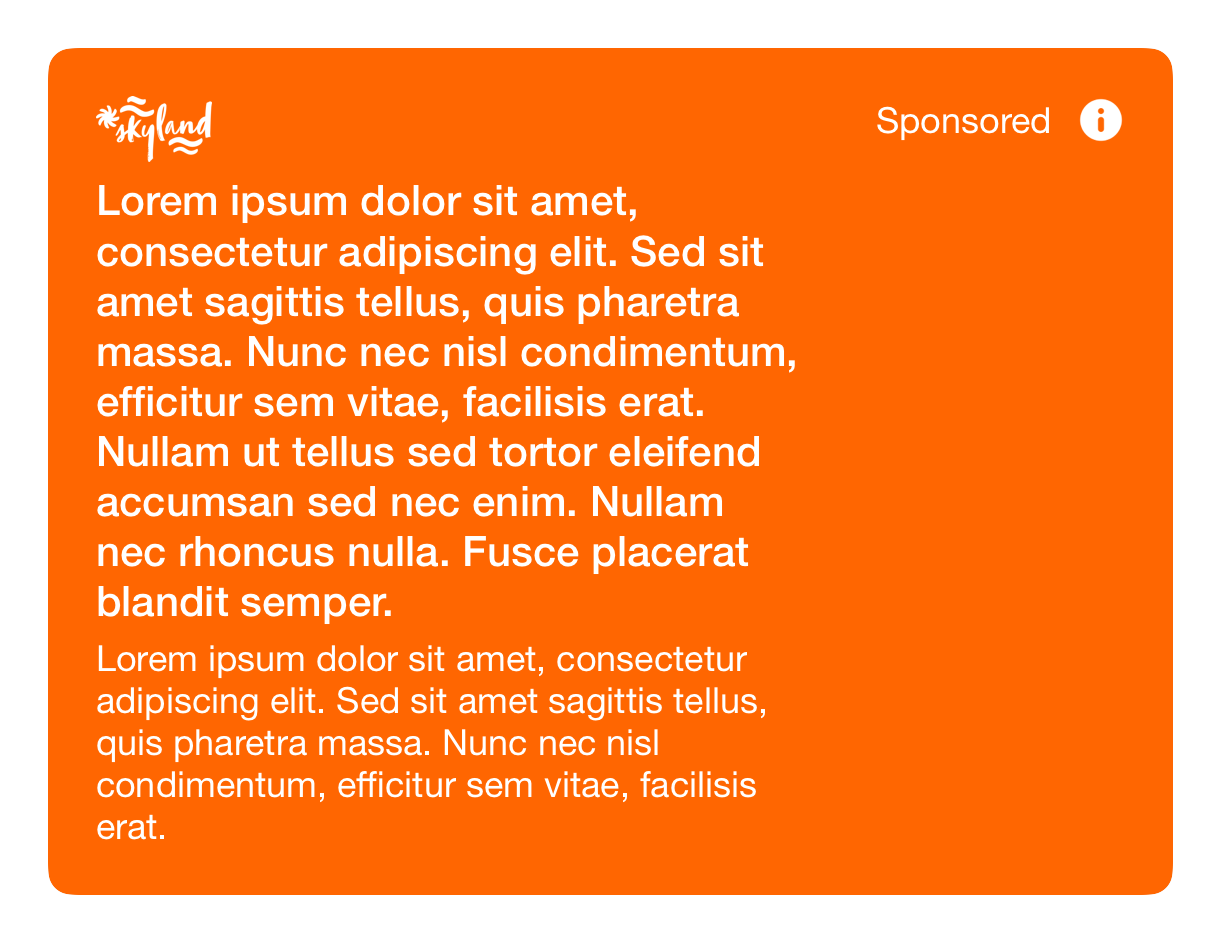 skyland
Sponsored
Lorem ipsum dolor sit amet,
consectetur adipiscing elit. Sed sit
amet sagittis tellus, quis pharetra
massa. Nunc nec nisl condimentum,
efficitur sem vitae, facilisis erat.
Nullam ut tellus sed tortor eleifend
accumsan sed nec enim. Nullam
nec rhoncus nulla. Fusce placerat
blandit semper.
Lorem ipsum dolor sit amet, consectetur
adipiscing elit. Sed sit amet sagittis tellus,
quis pharetra massa. Nunc nec nisl
condimentum, efficitur sem vitae, facilisis
erat.